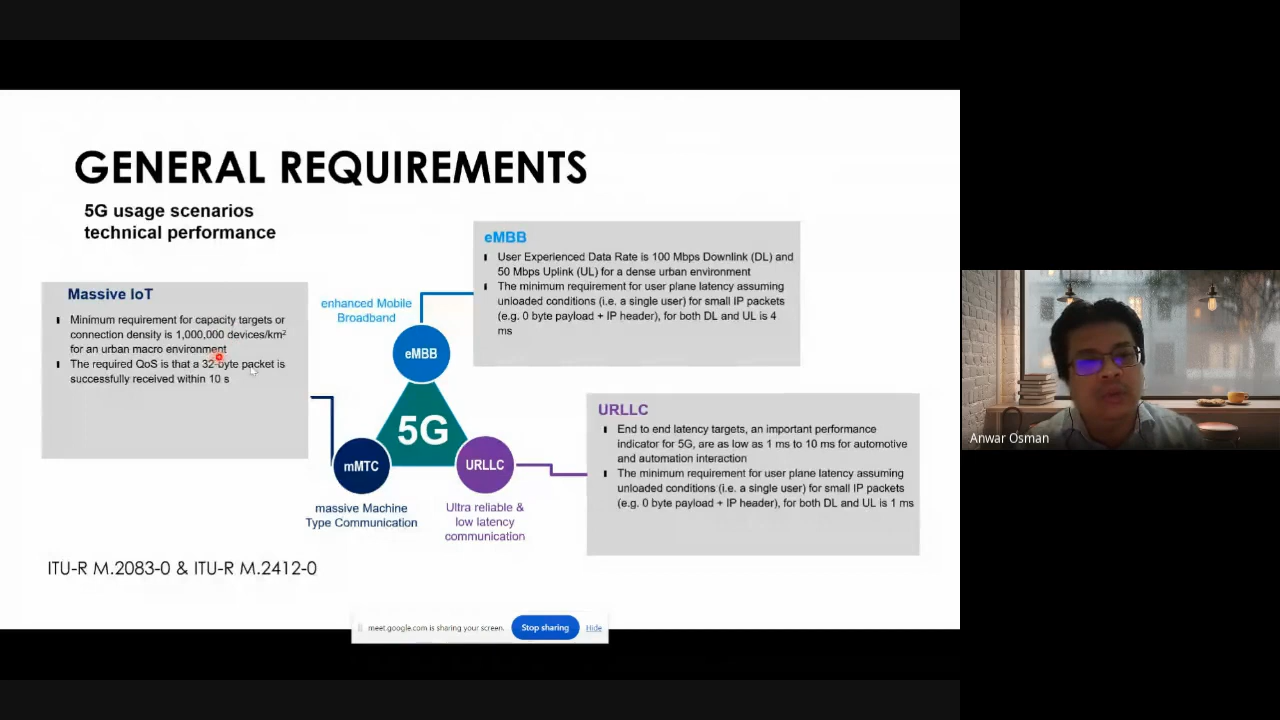 GENERAL REQUIREMENTS
5G usage scenarios
technical performance
eMBB
User Experienced Data Rate is 100 Mbps Downlink (DL) and
50 Mbps Uplink (UL) for a dense urban environment
The minimum requirement for user plane latency assuming
unloaded conditions (i.e. a single user) for small IP packets
(e.g. 0 byte payload + IP header), for both DL and UL is 4
ms
Massive IoT
Minimum requirement for capacity targets or
connection density is 1,000,000 devices/km²
for an urban macro environment
The required QoS is that a 32-byte packet is
successfully received within 10 s
enhanced Mobile
Broadband
eMBB
5G
mMTC
URLLC
massive Machine
Type Communication
Ultra reliable &
low latency
communication
URLLC
End to end latency targets, an important performance
indicator for 5G, are as low as 1 ms to 10 ms for automotive
and automation interaction
The minimum requirement for user plane latency assuming
unloaded conditions (i.e. a single user) for small IP packets
(e.g. 0 byte payload + IP header), for both DL and UL is 1 ms
ITU-R M.2083-0 & ITU-R M.2412-0
meet.google.com is sharing your screen.
Stop sharing
Hide
Anwar Osman